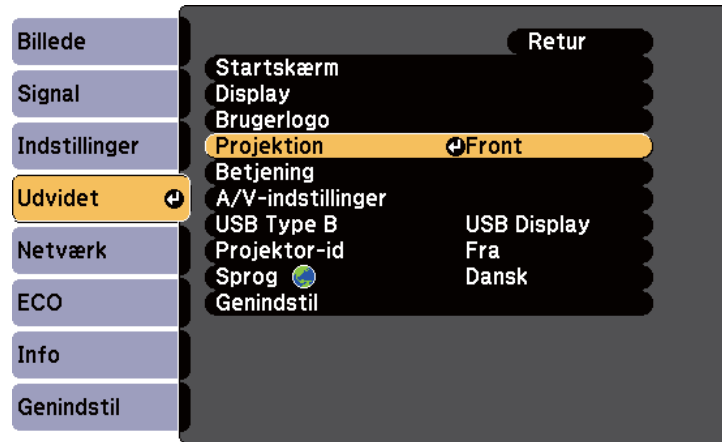 Billede
Signal
Indstillinger
Udvidet
Netværk
ECO
Info
Genindstil
Retur
Startskærm
Display
Brugerlogo
Projektion Front
Betjening
A/V-indstillinger
USB Type B USB Display
Projektor-id Fra
Sprog Dansk
Genindstil